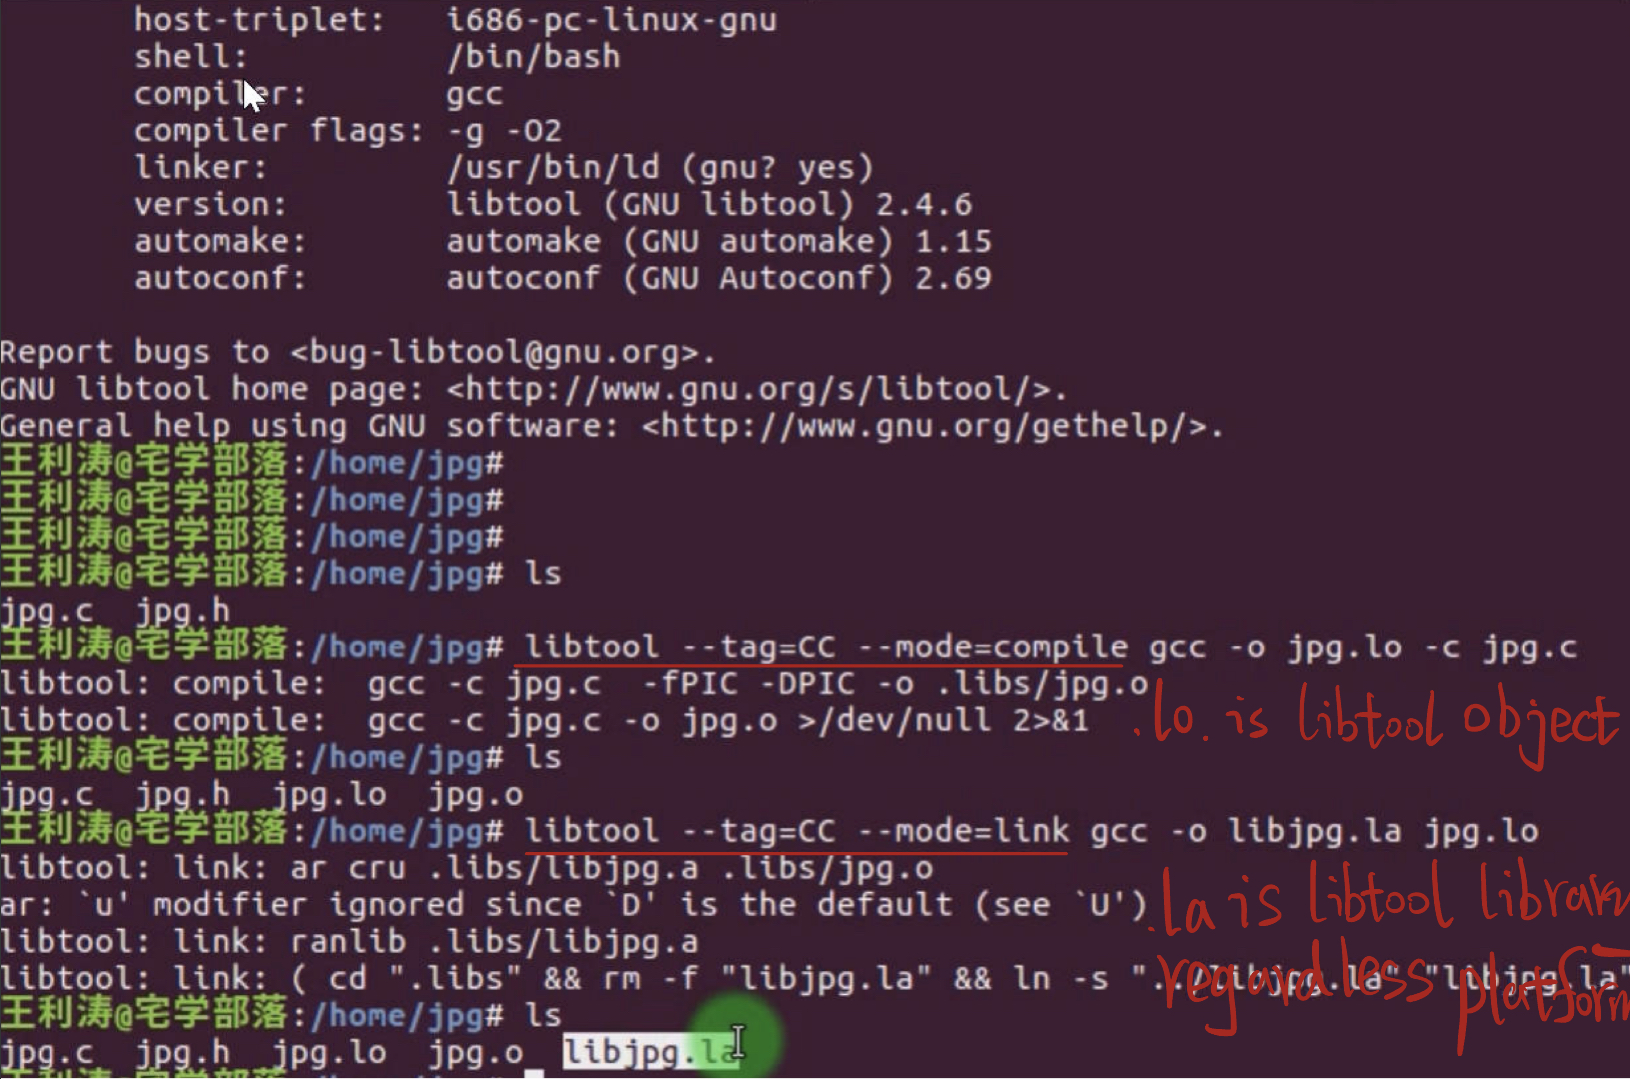 host-triplet: i686-pc-linux-gnu
shell: /bin/bash
compiler: gcc
compiler flags: -g -O2
linker: /usr/bin/ld (gnu? yes)
version: libtool (GNU libtool) 2.4.6
automake: automake (GNU automake) 1.15
autoconf: autoconf (GNU Autoconf) 2.69
Report bugs to <bug-libtool@gnu.org>.
GNU libtool home page: <http://www.gnu.org/s/libtool/>.
General help using GNU software: <http://www.gnu.org/gethelp/>.
王利涛@宅学部落:/home/jpg#
王利涛@宅学部落:/home/jpg#
王利涛@宅学部落:/home/jpg#
王利涛@宅学部落:/home/jpg# ls
jpg.c jpg.h
王利涛@宅学部落:/home/jpg# libtool --tag=CC --mode=compile gcc -o jpg.lo -c jpg.c
libtool: compile: gcc -c jpg.c -fPIC -DPIC -o .libs/jpg.o
libtool: compile: gcc -c jpg.c -o jpg.o >/dev/null 2>&1
.lo. is libtool object
王利涛@宅学部落:/home/jpg# ls
jpg.c jpg.h jpg.lo jpg.o
王利涛@宅学部落:/home/jpg# libtool --tag=CC --mode=link gcc -o libjpg.la jpg.lo
libtool: link: ar cru .libs/libjpg.a .libs/jpg.o
ar: `u' modifier ignored since `D' is the default (see `U')
.la is libtool library
libtool: link: ranlib .libs/libjpg.a
libtool: link: ( cd ".libs" && rm -f "libjpg.la" && ln -s "../libjpg.la" "libjpg.la"
regardless platform
王利涛@宅学部落:/home/jpg# ls
jpg.c jpg.h jpg.lo jpg.o libjpg.la